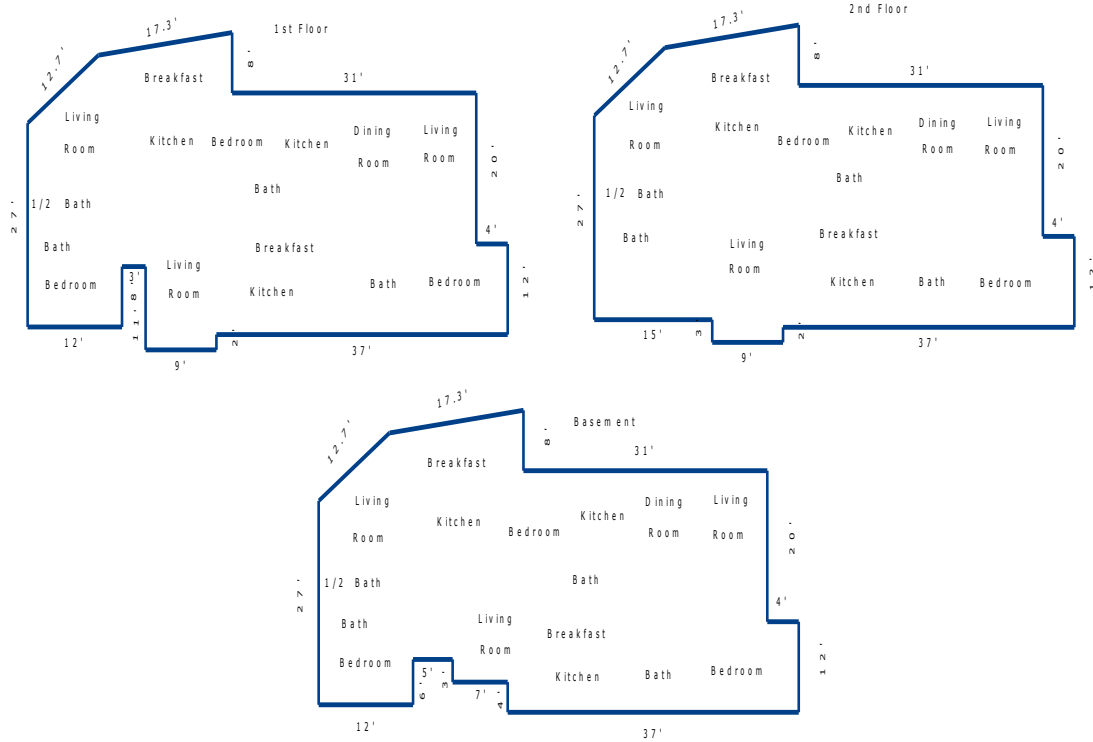 17.3'
1st Floor
12.7'
8'
31'
Breakfast
Living
Room
Kitchen
Bedroom
Kitchen
Dining
Room
Living
Room
20'
Bath
1/2 Bath
27'
4'
Bath
Breakfast
Living
Room
3'
Bedroom
11.8'
Kitchen
Bath
Bedroom
12'
12'
2'
37'
9'
2nd Floor
17.3'
12.7'
8'
31'
Breakfast
Living
Room
Kitchen
Bedroom
Kitchen
Dining
Room
Living
Room
20'
Bath
1/2 Bath
27'
4'
Bath
Living
Room
Breakfast
Kitchen
Bath
Bedroom
12'
15'
3'
2'
37'
9'
17.3'
Basement
12.7'
8'
31'
Breakfast
Living
Room
Kitchen
Bedroom
Kitchen
Dining
Room
Living
Room
20'
Bath
1/2 Bath
27'
4'
Bath
Living
Room
Breakfast
Bedroom
5'
3'
6'
7'
4'
Kitchen
Bath
Bedroom
12'
12'
37'